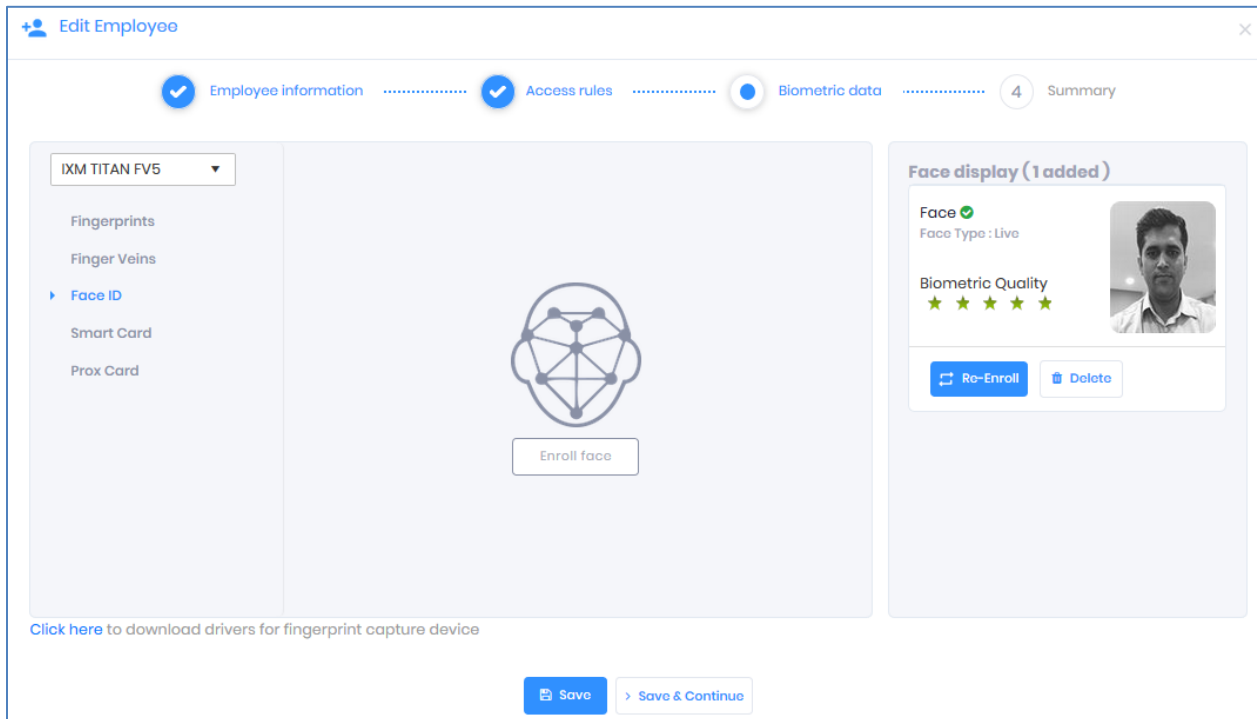 Edit Employee
×
Employee information
Access rules
Biometric data
4 Summary
IXM TITAN FV5
Fingerprints
Finger Veins
Face ID
Smart Card
Prox Card
Enroll face
Face display (1 added)
Face
Face Type : Live
Biometric Quality
Re-Enroll
Delete
Click here to download drivers for fingerprint capture device
Save
> Save & Continue